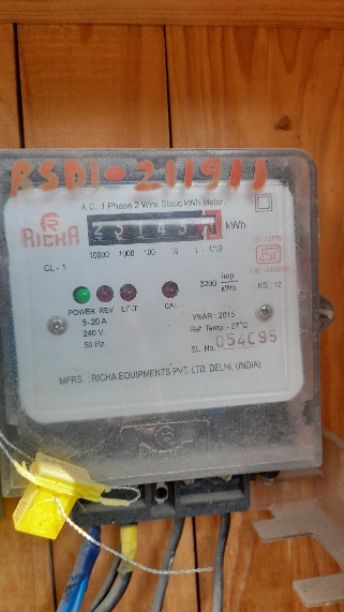 RSDI-211911
A.C. 1 Phase 2 Wire Static kWh Meter
RICHA
kWh
10000 1000 100 10 1 1/10
CL - 1
3200 imp/kWh
RS : 12
POWER REV E/LT CAL
5-20 A
240 V.
50 Hz.
YEAR : 2015
Ref. Temp - 27°C
SL. No. 054C95
MFRS. : RICHA EQUIPMENTS PVT. LTD. DELHI, (INDIA)